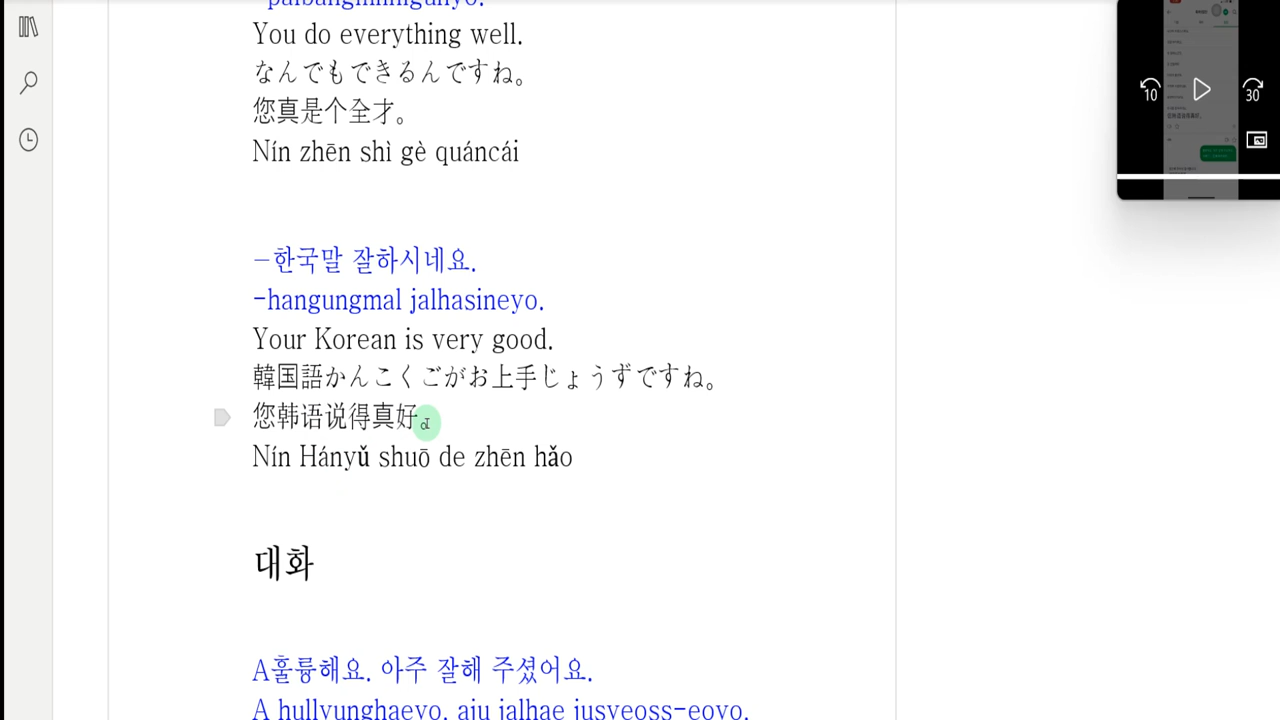 You do everything well.
なんでもできるんですね。
您真是个全才。
Nín zhēn shì gè quáncái
–한국말 잘하시네요.
-hangungmal jalhasineyo.
Your Korean is very good.
韓国語かんこくごがお上手じょうずですね。
您韩语说得真好。
Nín Hányǔ shuō de zhēn hǎo
대화
A훌륭해요. 아주 잘해 주셨어요.
A hullyunghaeyo. aju jalhae jusyeoss-eoyo.
10
30